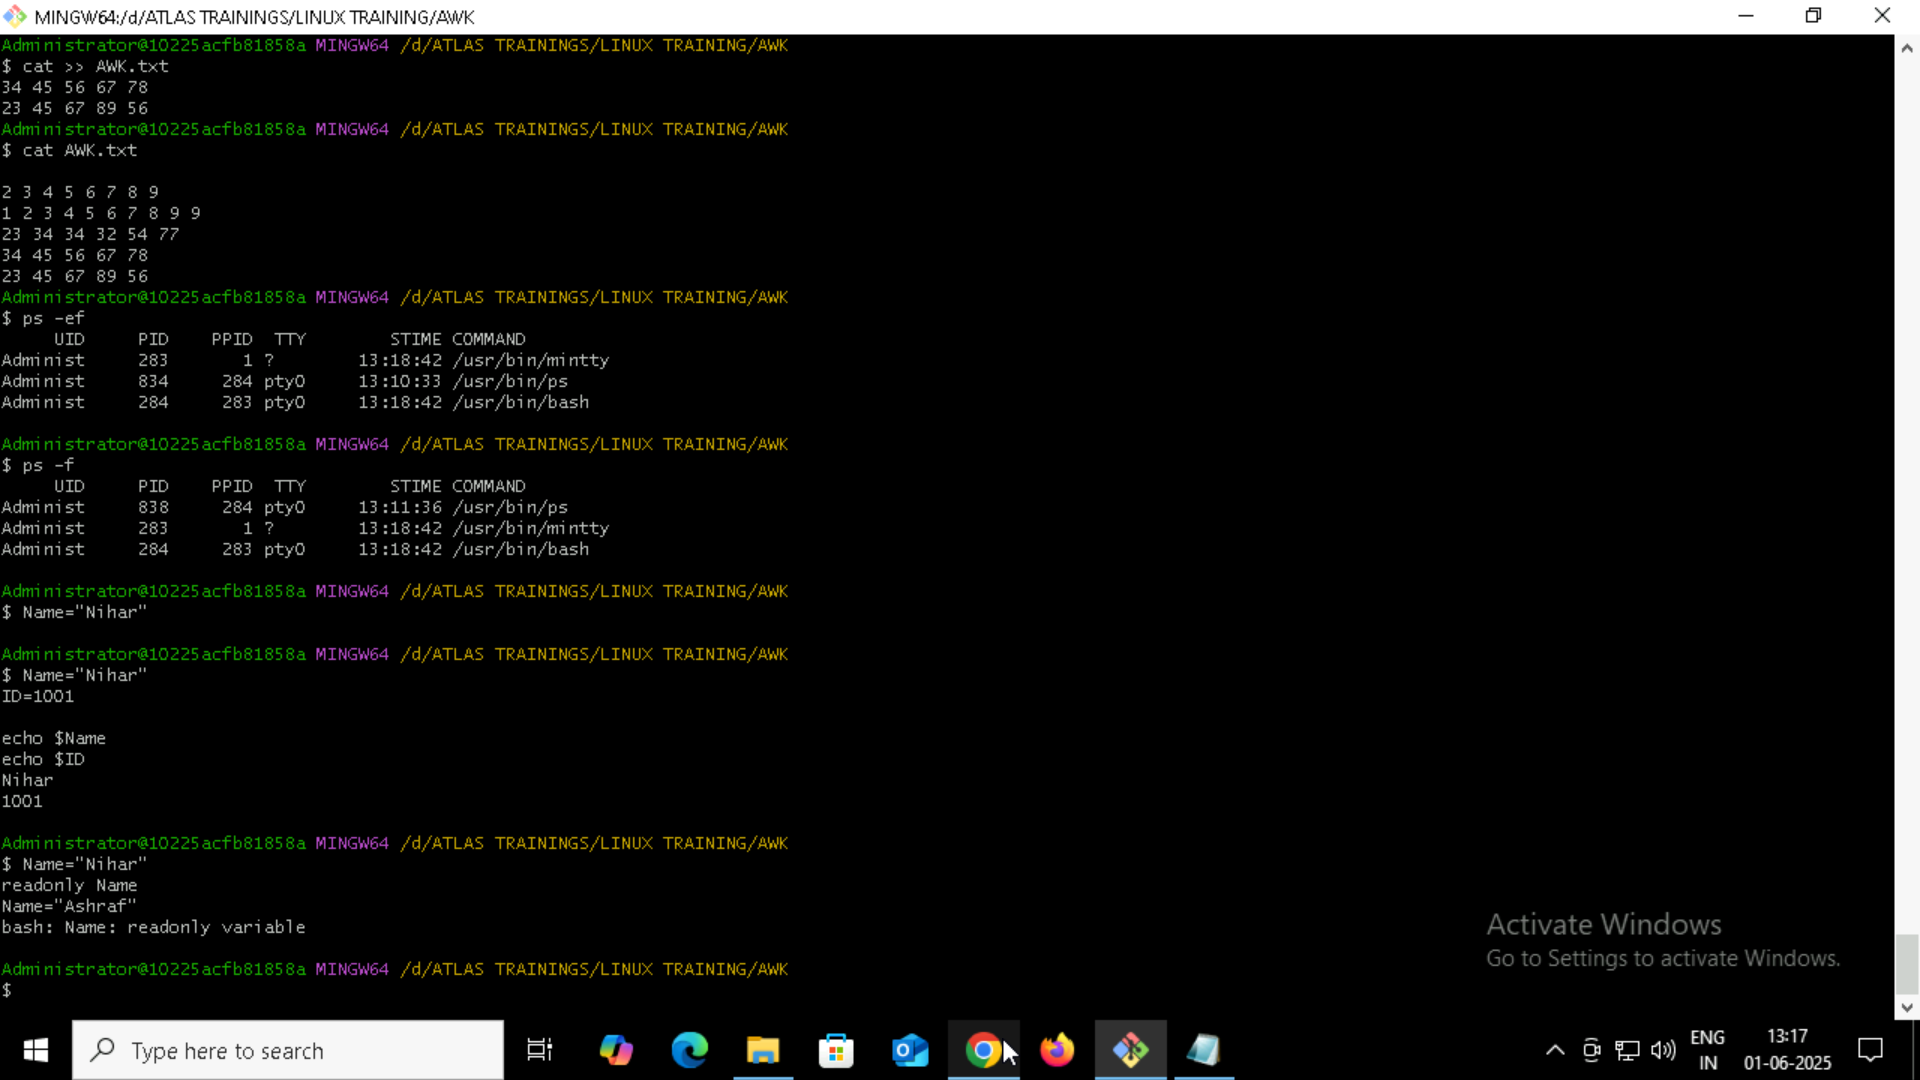 MINGW64:/d/ATLAS TRAININGS/LINUX TRAINING/AWK
Administrator@10225acfb81858a MINGW64 /d/ATLAS TRAININGS/LINUX TRAINING/AWK
$ cat >> AWK.txt
34 45 56 67 78
23 45 67 89 56
Administrator@10225acfb81858a MINGW64 /d/ATLAS TRAININGS/LINUX TRAINING/AWK
$ cat AWK.txt
2 3 4 5 6 7 8 9
1 2 3 4 5 6 7 8 9 9
23 34 34 32 54 77
34 45 56 67 78
23 45 67 89 56
Administrator@10225acfb81858a MINGW64 /d/ATLAS TRAININGS/LINUX TRAINING/AWK
$ ps -ef
UID PID PPID TTY STIME COMMAND
Administ 283 1 ? 13:18:42 /usr/bin/mintty
Administ 834 284 pty0 13:10:33 /usr/bin/ps
Administ 284 283 pty0 13:18:42 /usr/bin/bash
Administrator@10225acfb81858a MINGW64 /d/ATLAS TRAININGS/LINUX TRAINING/AWK
$ ps -f
UID PID PPID TTY STIME COMMAND
Administ 838 284 pty0 13:11:36 /usr/bin/ps
Administ 283 1 ? 13:18:42 /usr/bin/mintty
Administ 284 283 pty0 13:18:42 /usr/bin/bash
Administrator@10225acfb81858a MINGW64 /d/ATLAS TRAININGS/LINUX TRAINING/AWK
$ Name="Nihar"
Administrator@10225acfb81858a MINGW64 /d/ATLAS TRAININGS/LINUX TRAINING/AWK
$ Name="Nihar"
ID=1001
echo $Name
echo $ID
Nihar
1001
Administrator@10225acfb81858a MINGW64 /d/ATLAS TRAININGS/LINUX TRAINING/AWK
$ Name="Nihar"
readonly Name
Name="Ashraf"
bash: Name: readonly variable
Administrator@10225acfb81858a MINGW64 /d/ATLAS TRAININGS/LINUX TRAINING/AWK
$
Activate Windows
Go to Settings to activate Windows.
Type here to search
ENG
IN
13:17
01-06-2025